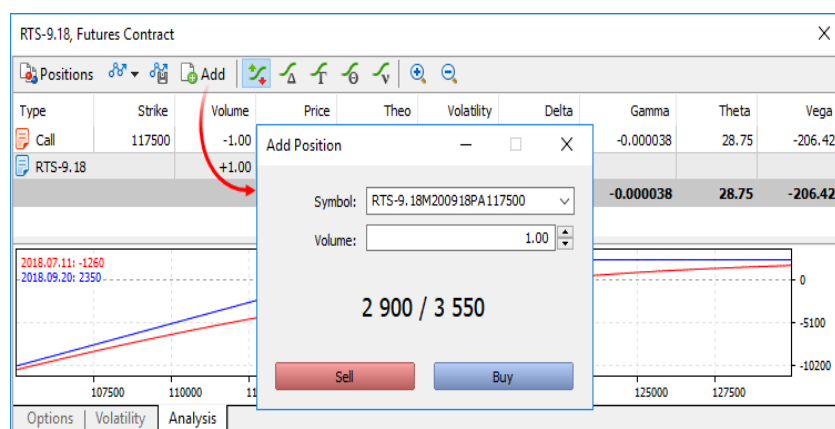 RTS-9.18, Futures Contract
Positions Add Δ Γ Θ ν
Type Strike Volume Price Theo Volatility Delta Gamma Theta Vega
Call 117500 -1.00 -0.000038 28.75 -206.42
RTS-9.18 +1.00
-0.000038 28.75 -206.42
Add Position
Symbol: RTS-9.18M200918PA117500
Volume: 1.00
2 900 / 3 550
Sell Buy
2018.07.11: -1260
2018.09.20: 2350
0
-5100
-10200
107500 110000 11 125000 127500
Options Volatility Analysis